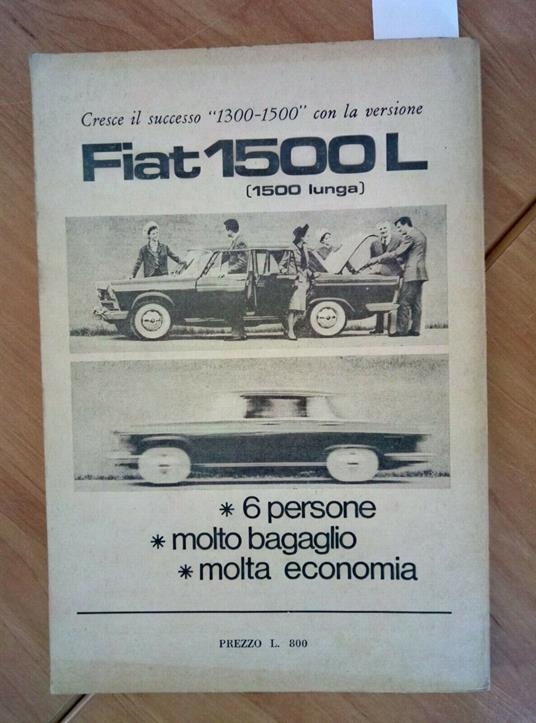 Cresce il successo "1300-1500" con la versione
Fiat 1500 L
(1500 lunga)
* 6 persone
* molto bagaglio
* molta economia
PREZZO L. 800